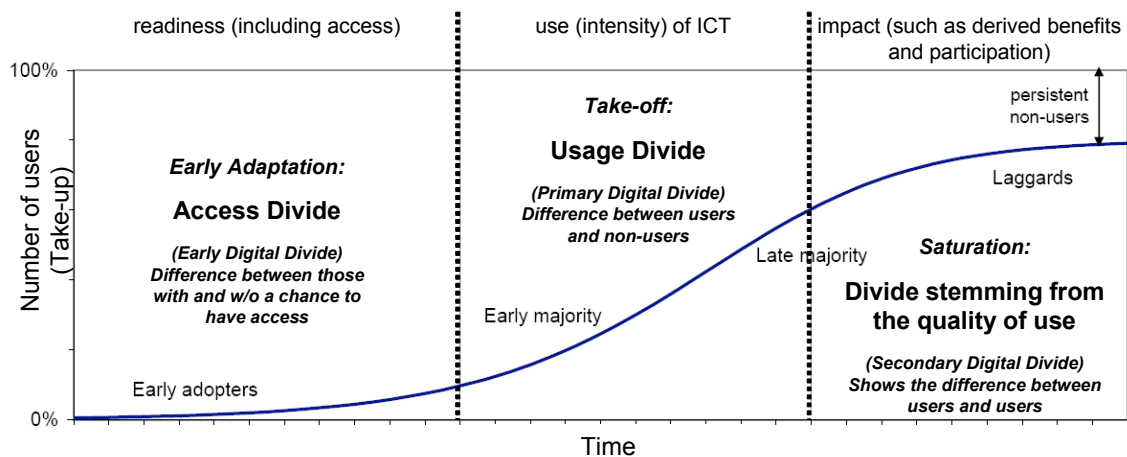 readiness (including access)
use (intensity) of ICT
impact (such as derived benefits
and participation)
100%
persistent
non-users
Take-off:
Usage Divide
(Primary Digital Divide)
Difference between users
and non-users
Early Adaptation:
Access Divide
(Early Digital Divide)
Difference between those
with and w/o a chance to
have access
Laggards
Late majority
Saturation:
Divide stemming from
the quality of use
(Secondary Digital Divide)
Shows the difference between
users and users
Early majority
Early adopters
0%
Number of users
(Take-up)
Time